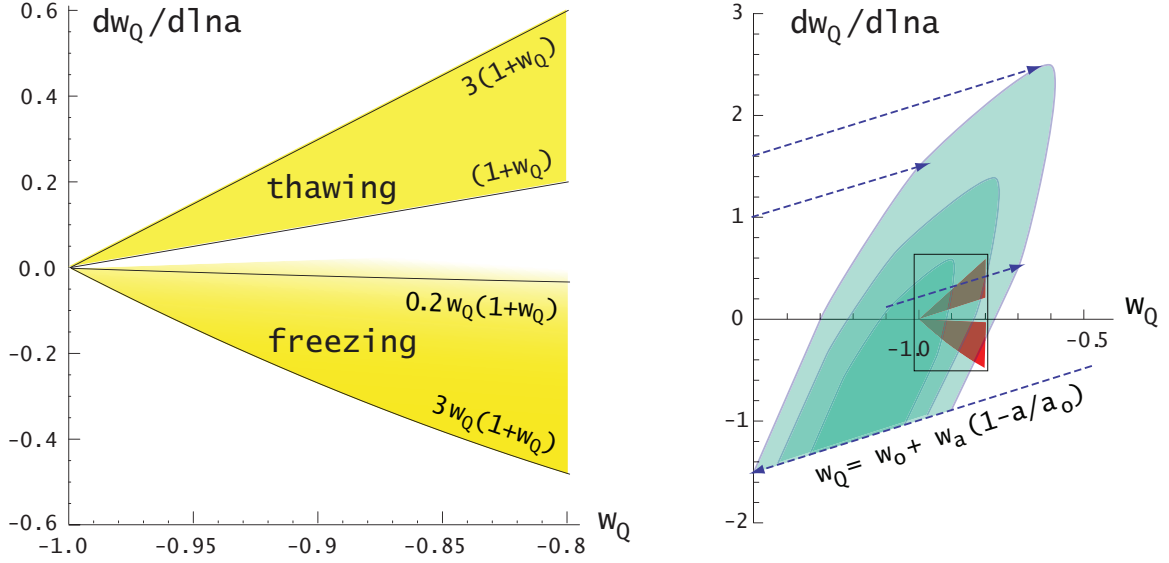 dw_Q/dlna
0.6
0.4
0.2
0.0
-0.2
-0.4
-0.6
3(1+w_Q)
(1+w_Q)
thawing
0.2w_Q(1+w_Q)
freezing
3w_Q(1+w_Q)
-1.0
-0.95
-0.9
-0.85
-0.8
w_Q
dw_Q/dlna
3
2
1
0
-1
-2
-1.0
-0.5
w_Q
w_Q= w_o+ w_a(1-a/a_o)